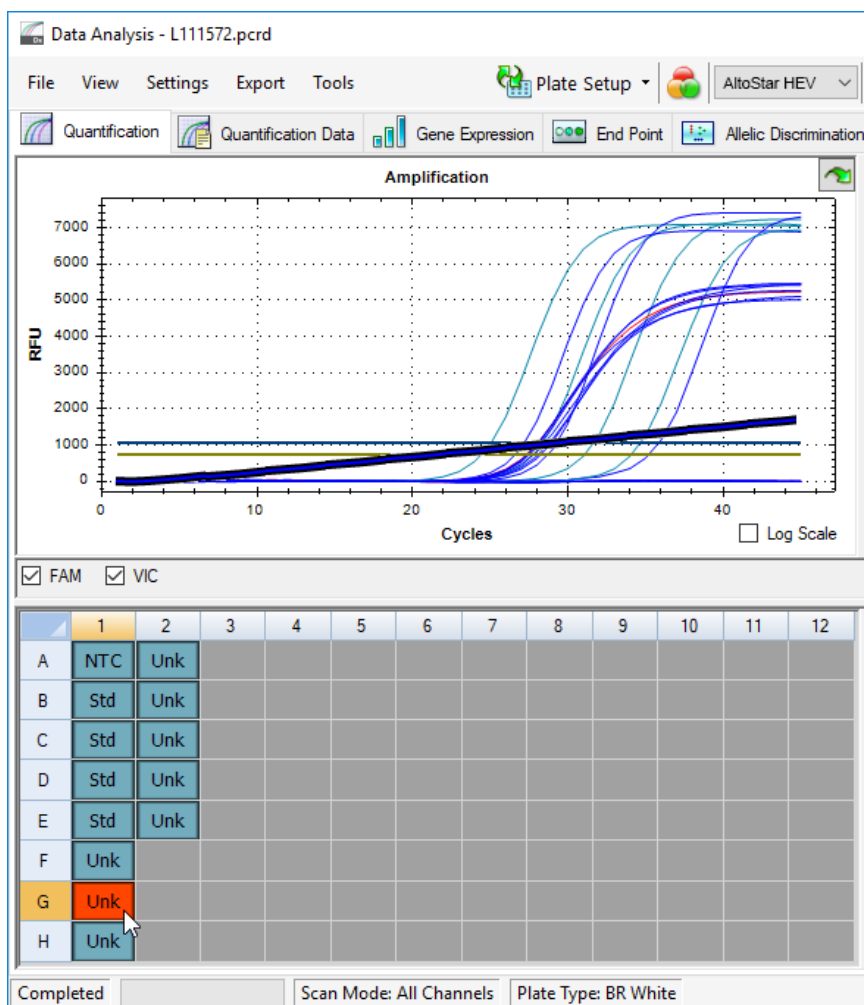 Data Analysis - L111572.pcrd
File View Settings Export Tools Plate Setup AltoStar HEV
Quantification Quantification Data Gene Expression End Point Allelic Discrimination
Amplification
7000
6000
5000
4000
3000
2000
1000
0
RFU
0 10 20 30 40
Cycles
Log Scale
FAM VIC
1 2 3 4 5 6 7 8 9 10 11 12
A NTC Unk
B Std Unk
C Std Unk
D Std Unk
E Std Unk
F Unk
G Unk
H Unk
Completed Scan Mode: All Channels Plate Type: BR White